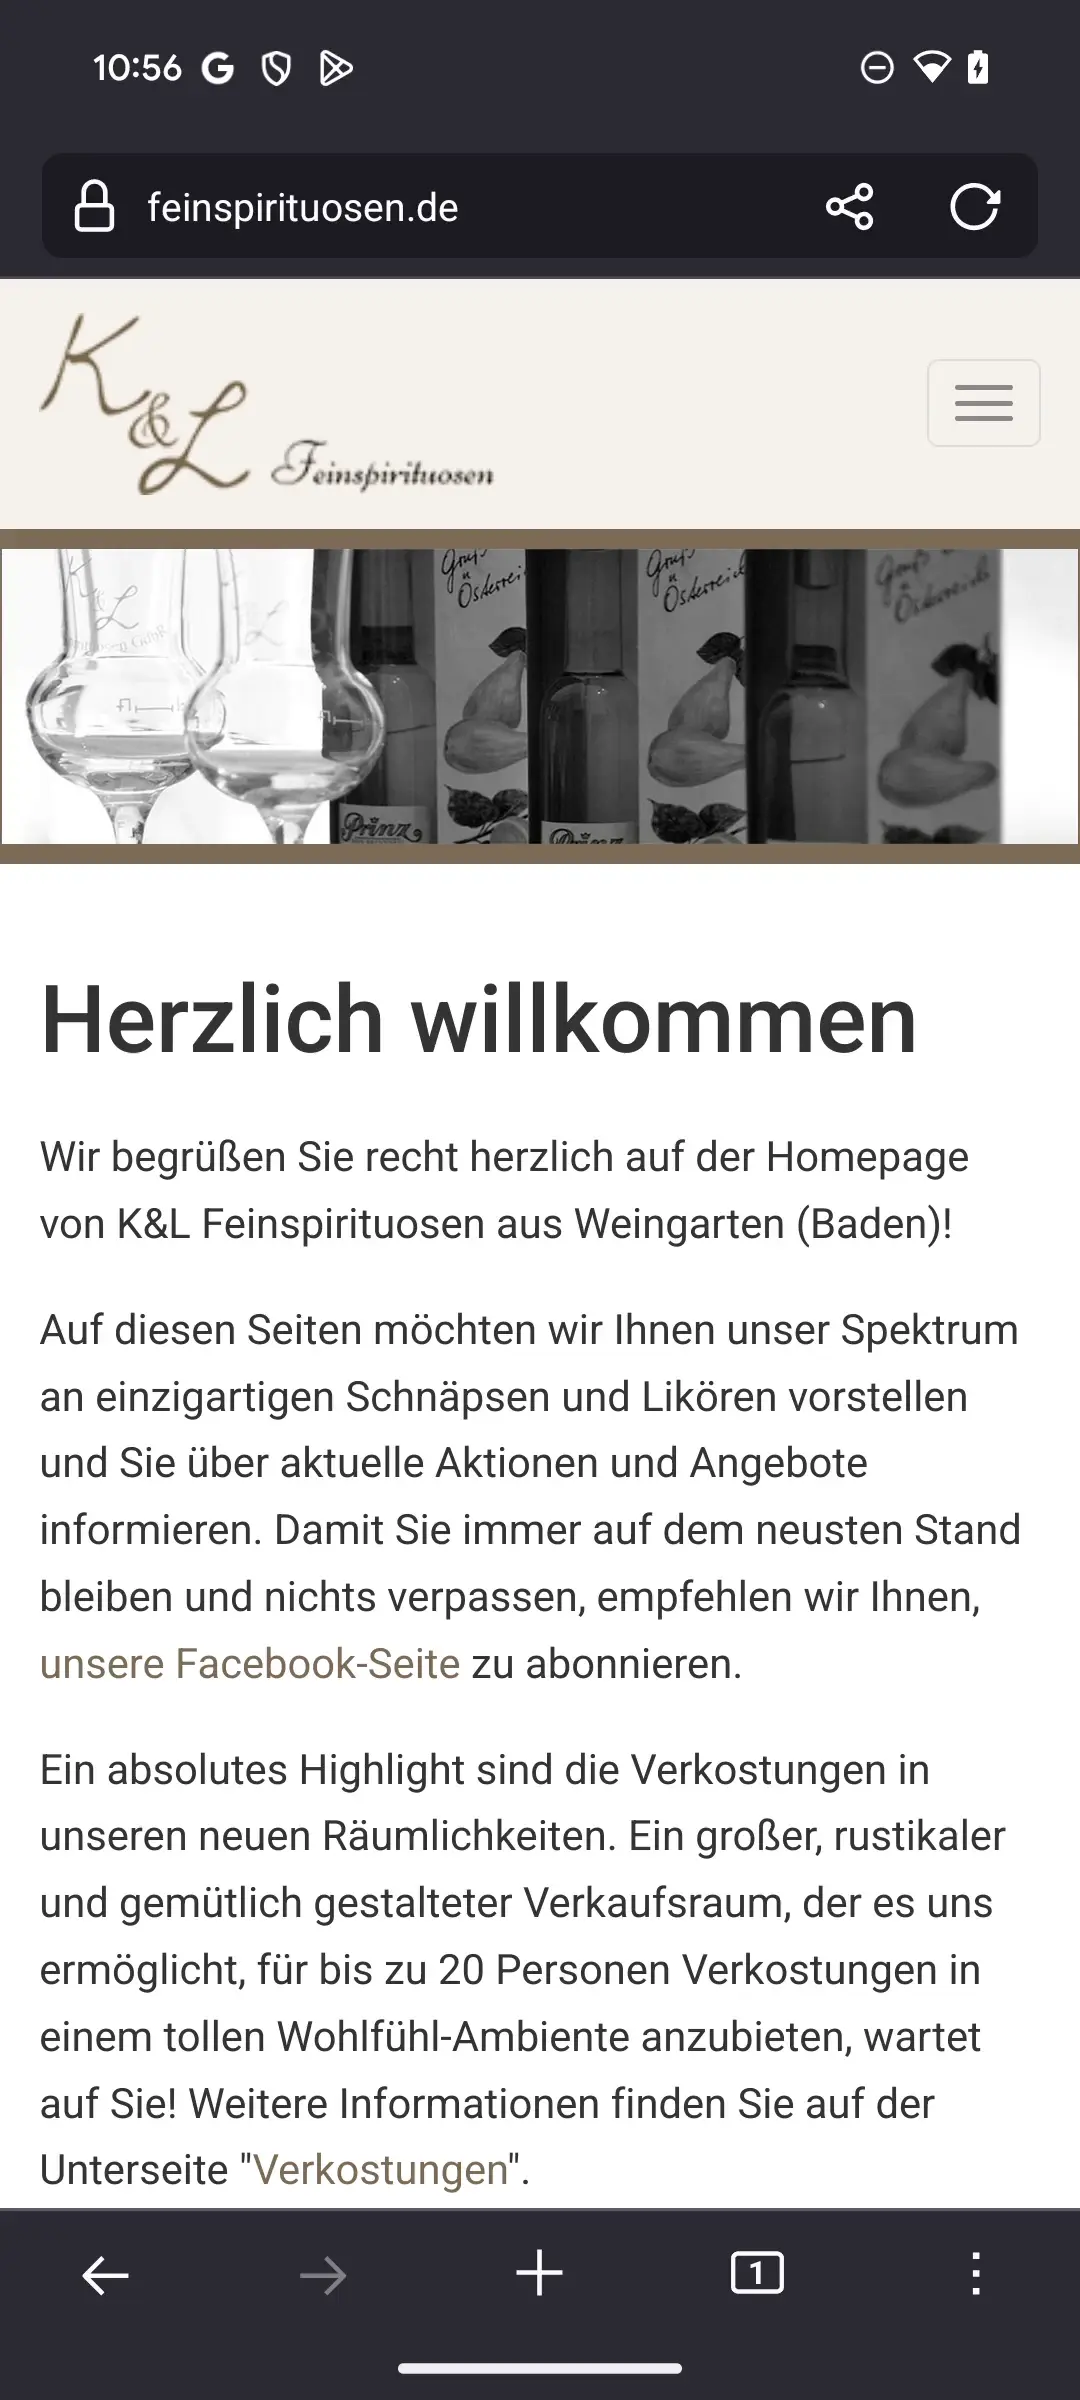 10:56
feinspirituosen.de
K&L Feinspirituosen
Gruß Gruß
u u
Österrei Österreich
Prinz
Herzlich willkommen
Wir begrüßen Sie recht herzlich auf der Homepage
von K&L Feinspirituosen aus Weingarten (Baden)!
Auf diesen Seiten möchten wir Ihnen unser Spektrum
an einzigartigen Schnäpsen und Likören vorstellen
und Sie über aktuelle Aktionen und Angebote
informieren. Damit Sie immer auf dem neusten Stand
bleiben und nichts verpassen, empfehlen wir Ihnen,
unsere Facebook-Seite zu abonnieren.
Ein absolutes Highlight sind die Verkostungen in
unseren neuen Räumlichkeiten. Ein großer, rustikaler
und gemütlich gestalteter Verkaufsraum, der es uns
ermöglicht, für bis zu 20 Personen Verkostungen in
einem tollen Wohlfühl-Ambiente anzubieten, wartet
auf Sie! Weitere Informationen finden Sie auf der
Unterseite "Verkostungen".
1